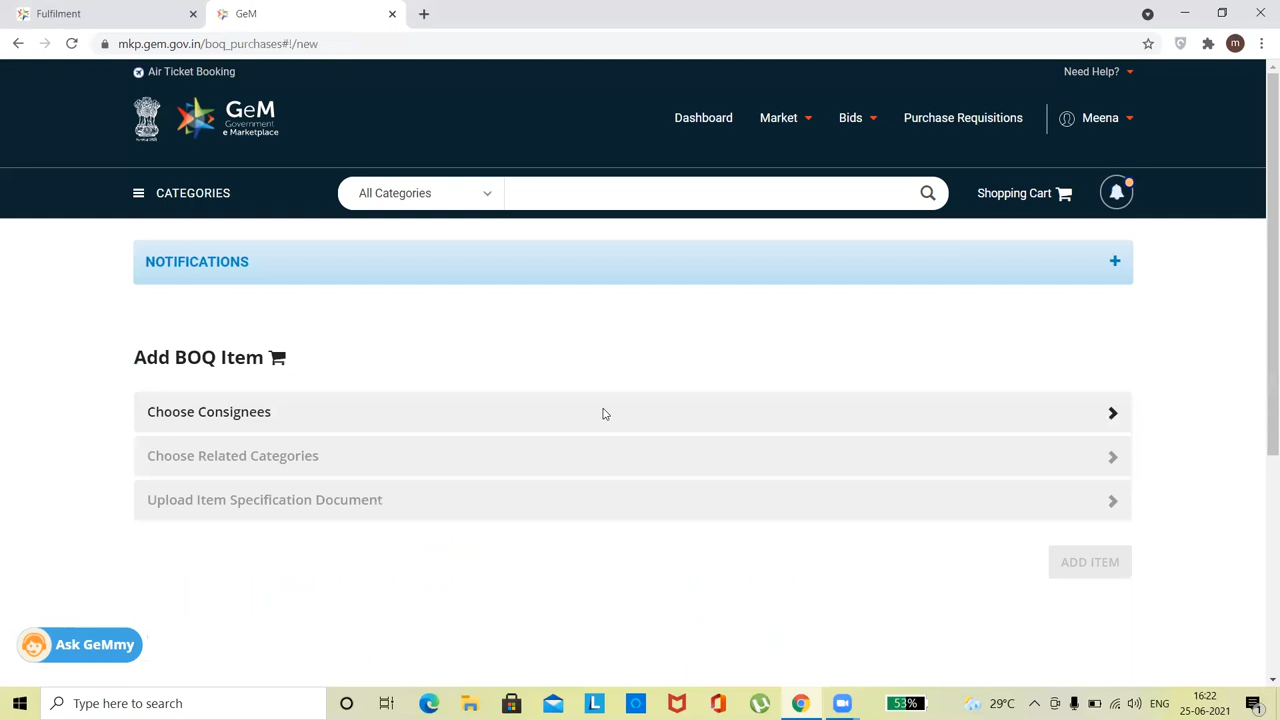 Fulfilment
GeM
mkp.gem.gov.in/boq_purchases#!/new
m
Air Ticket Booking
Need Help?
GeM
Government
e Marketplace
Dashboard
Market
Bids
Purchase Requisitions
Meena
CATEGORIES
All Categories
Shopping Cart
NOTIFICATIONS
+
Add BOQ Item
Choose Consignees
Choose Related Categories
Upload Item Specification Document
ADD ITEM
Ask GeMmy
Type here to search
53%
29°C
ENG
16:22
25-06-2021
1